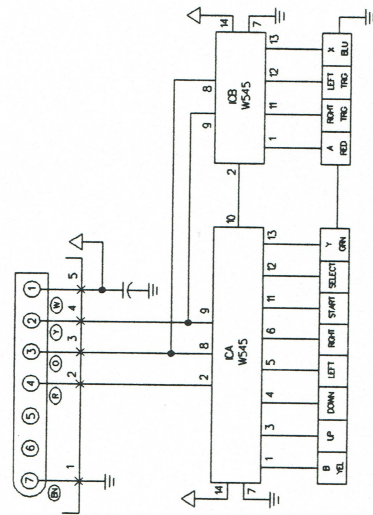 1 2 3 4 5 6 7
W Y O R BN
5 4 3 2 1
14
7
ICA
W545
2 8 9 10
1 3 4 5 6 11 12 13
B
YEL
UP
DOWN
LEFT
RIGHT
START
SELECT
Y
GRN
14
7
ICB
W545
2 9 8
1 11 12 13
A
RED
RIGHT
TRG
LEFT
TRG
X
BLU